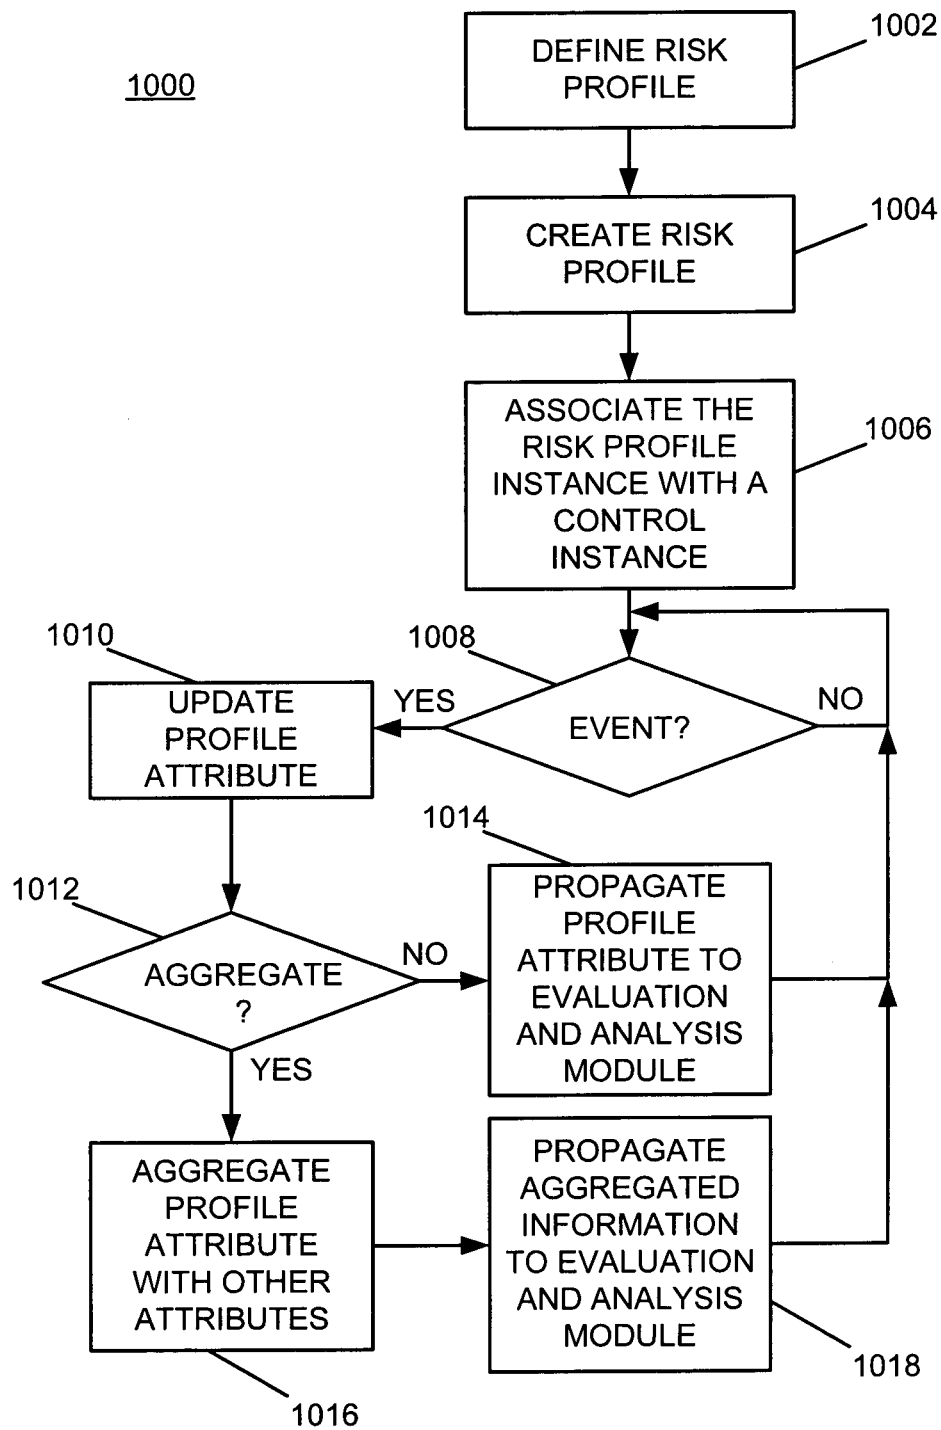 1000
DEFINE RISK
PROFILE
1002
CREATE RISK
PROFILE
1004
ASSOCIATE THE
RISK PROFILE
INSTANCE WITH A
CONTROL
INSTANCE
1006
1008
EVENT?
YES
NO
1010
UPDATE
PROFILE
ATTRIBUTE
1012
AGGREGATE
?
NO
YES
1014
PROPAGATE
PROFILE
ATTRIBUTE TO
EVALUATION
AND ANALYSIS
MODULE
AGGREGATE
PROFILE
ATTRIBUTE
WITH OTHER
ATTRIBUTES
1016
PROPAGATE
AGGREGATED
INFORMATION
TO EVALUATION
AND ANALYSIS
MODULE
1018